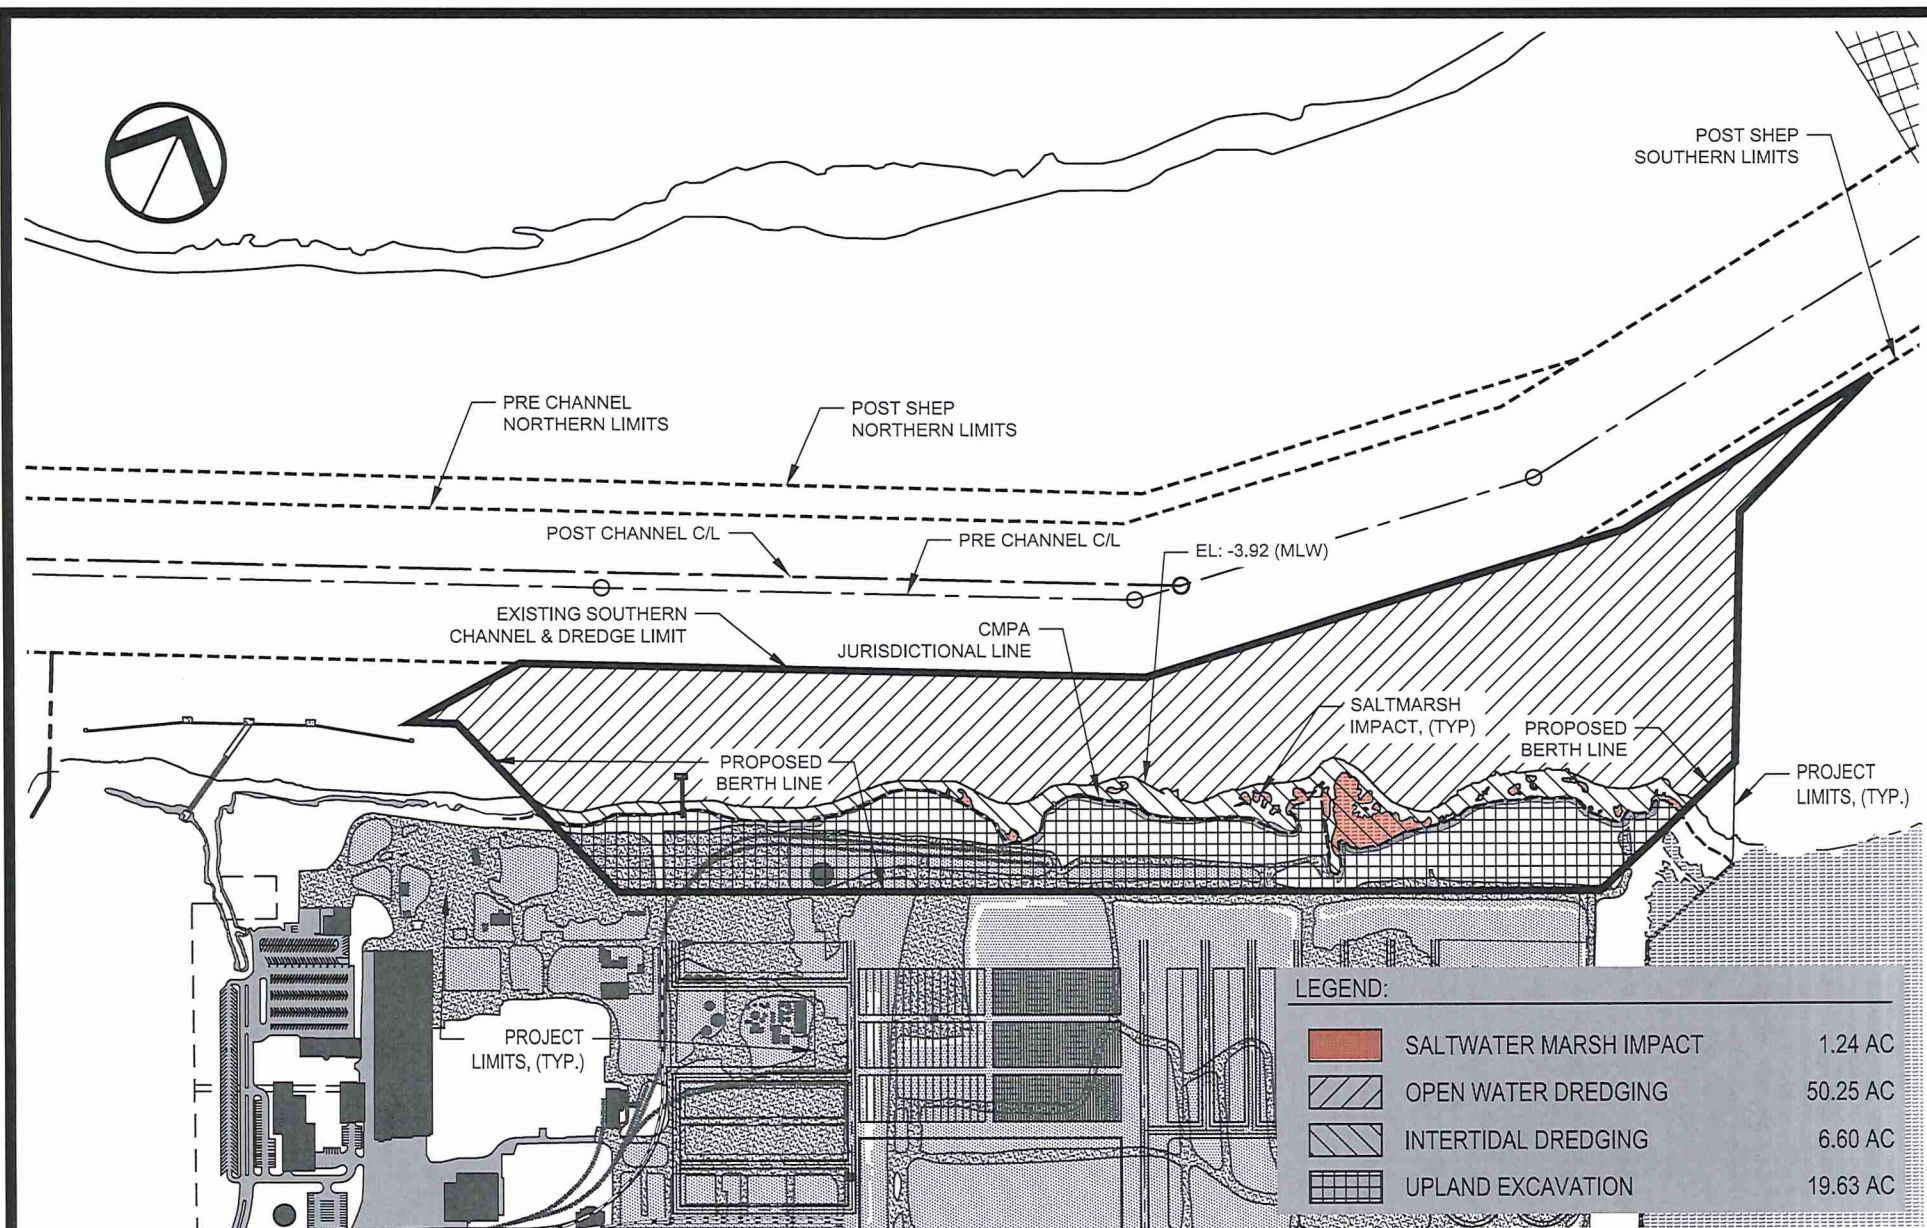 POST SHEP
SOUTHERN LIMITS
PRE CHANNEL
NORTHERN LIMITS
POST SHEP
NORTHERN LIMITS
POST CHANNEL C/L
PRE CHANNEL C/L
EL: -3.92 (MLW)
EXISTING SOUTHERN
CHANNEL & DREDGE LIMIT
CMPA
JURISDICTIONAL LINE
SALTMARSH
IMPACT, (TYP)
PROPOSED
BERTH LINE
PROPOSED
BERTH LINE
PROJECT
LIMITS, (TYP.)
PROJECT
LIMITS, (TYP.)
LEGEND:
SALTWATER MARSH IMPACT 1.24 AC
OPEN WATER DREDGING 50.25 AC
INTERTIDAL DREDGING 6.60 AC
UPLAND EXCAVATION 19.63 AC